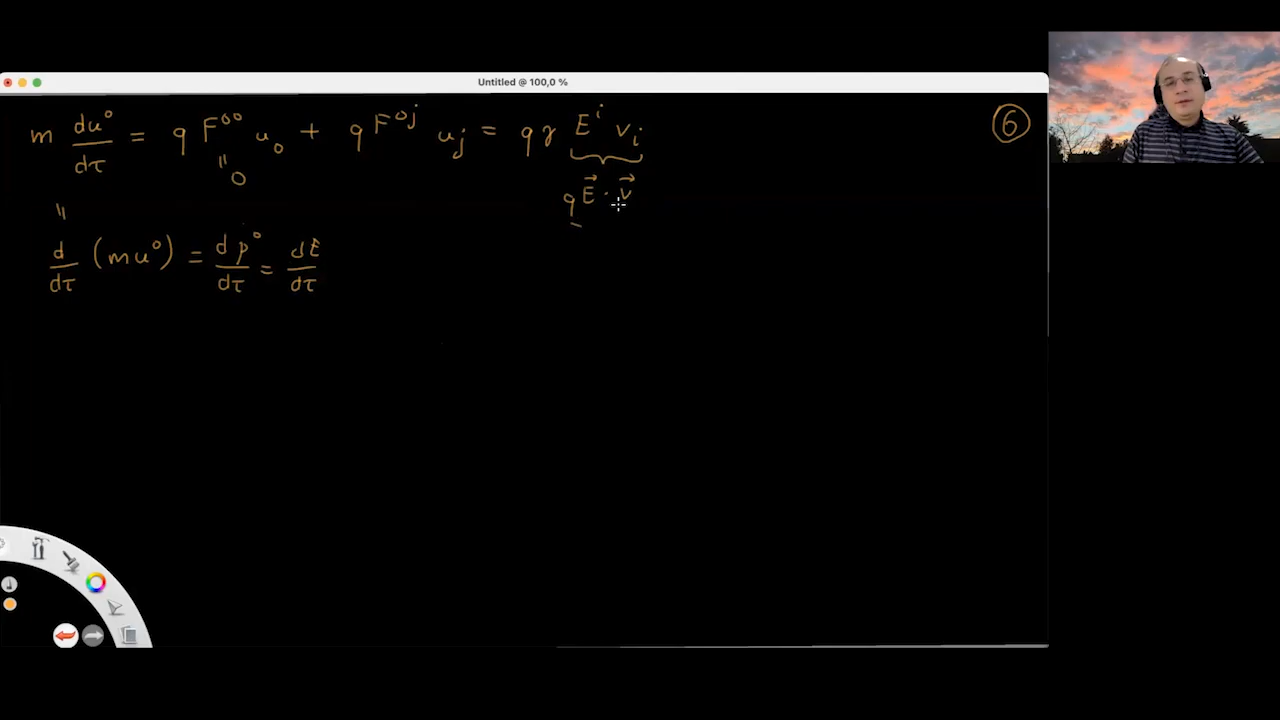 Untitled @ 100,0 %
m du⁰/dτ = q F⁰⁰ u₀ + q F⁰ʲ uⱼ = q γ Eⁱ vᵢ
⑥
" 0
q E⃗ · v⃗
"
d/dτ (mu⁰) = dp⁰/dτ = dE/dτ